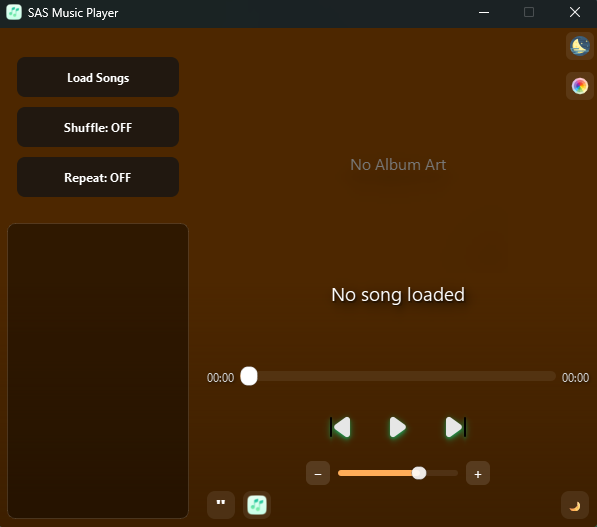 SAS Music Player
Load Songs
Shuffle: OFF
Repeat: OFF
No Album Art
No song loaded
00:00
00:00
−
+
"